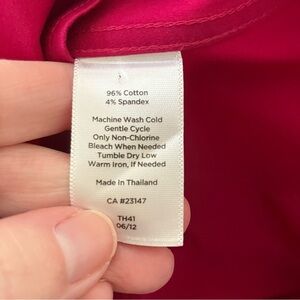 96% Cotton
4% Spandex
Machine Wash Cold
Gentle Cycle
Only Non-Chlorine
Bleach When Needed
Tumble Dry Low
Warm Iron, If Needed
Made in Thailand
CA #23147
TH41
06/12